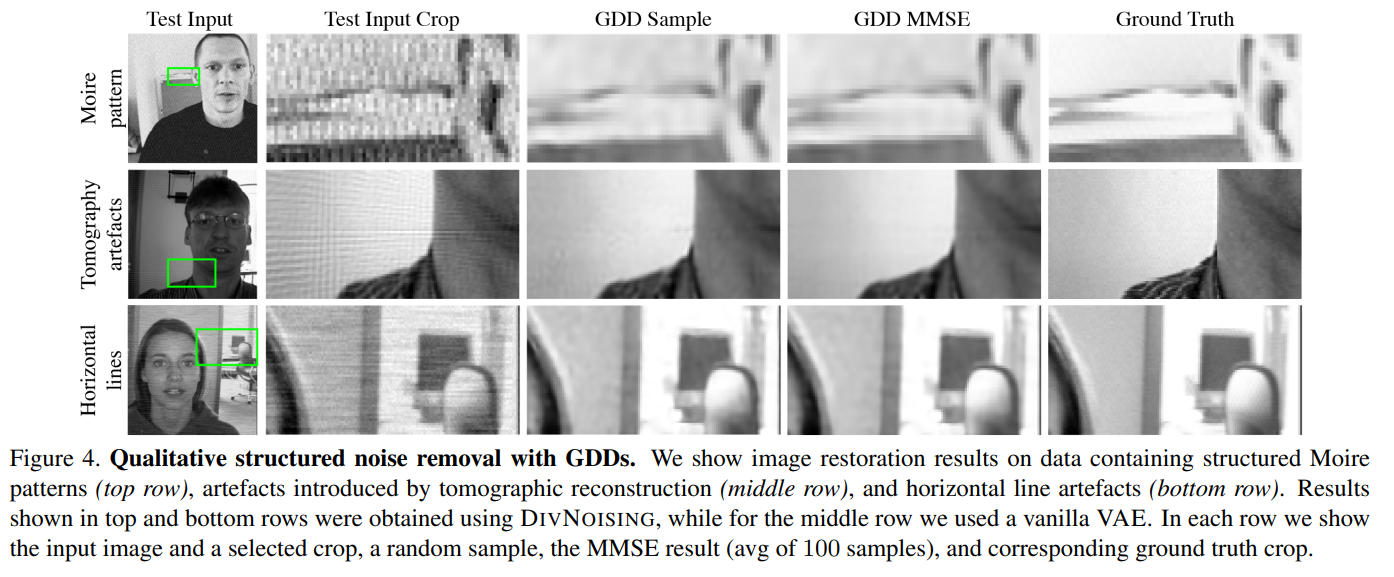 Test Input Test Input Crop GDD Sample GDD MMSE Ground Truth
Moire
pattern
Tomography
artefacts
Horizontal
lines
Figure 4. Qualitative structured noise removal with GDDs. We show image restoration results on data containing structured Moire
patterns (top row), artefacts introduced by tomographic reconstruction (middle row), and horizontal line artefacts (bottom row). Results
shown in top and bottom rows were obtained using DIVNOISING, while for the middle row we used a vanilla VAE. In each row we show
the input image and a selected crop, a random sample, the MMSE result (avg of 100 samples), and corresponding ground truth crop.